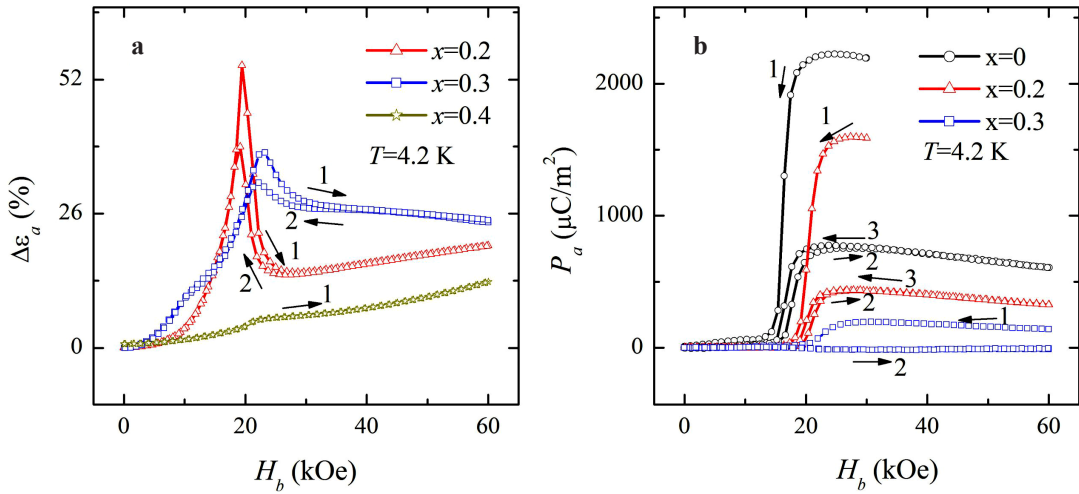 a
x=0.2
x=0.3
x=0.4
T=4.2 K
52
26
0
1
2
1
2
1
0 20 40 60
Δε_a (%)
H_b (kOe)
b
x=0
x=0.2
x=0.3
T=4.2 K
2000
1000
0
1
1
3
2
3
2
1
2
0 20 40 60
P_a (μC/m²)
H_b (kOe)